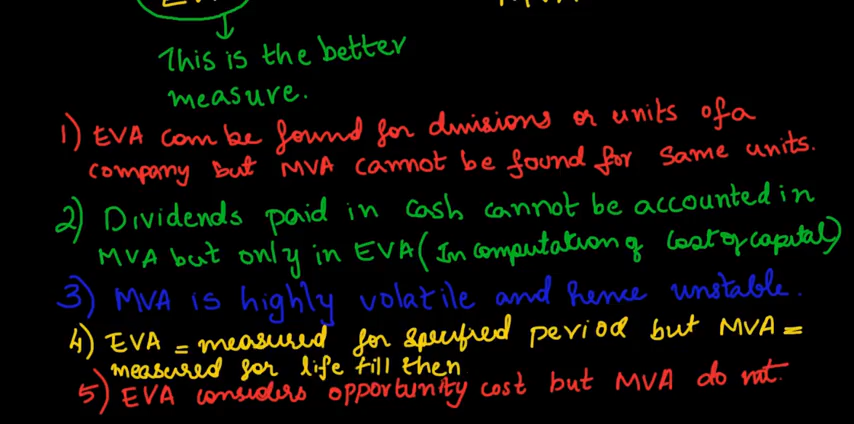 EVA MVA
This is the better
measure.
1) EVA can be found for divisions or units of a
company but MVA cannot be found for same units.
2) Dividends paid in cash cannot be accounted in
MVA but only in EVA (In computation of Cost of capital)
3) MVA is highly volatile and hence unstable.
4) EVA = measured for specified period but MVA =
measured for life till then
5) EVA considers opportunity cost but MVA do not.